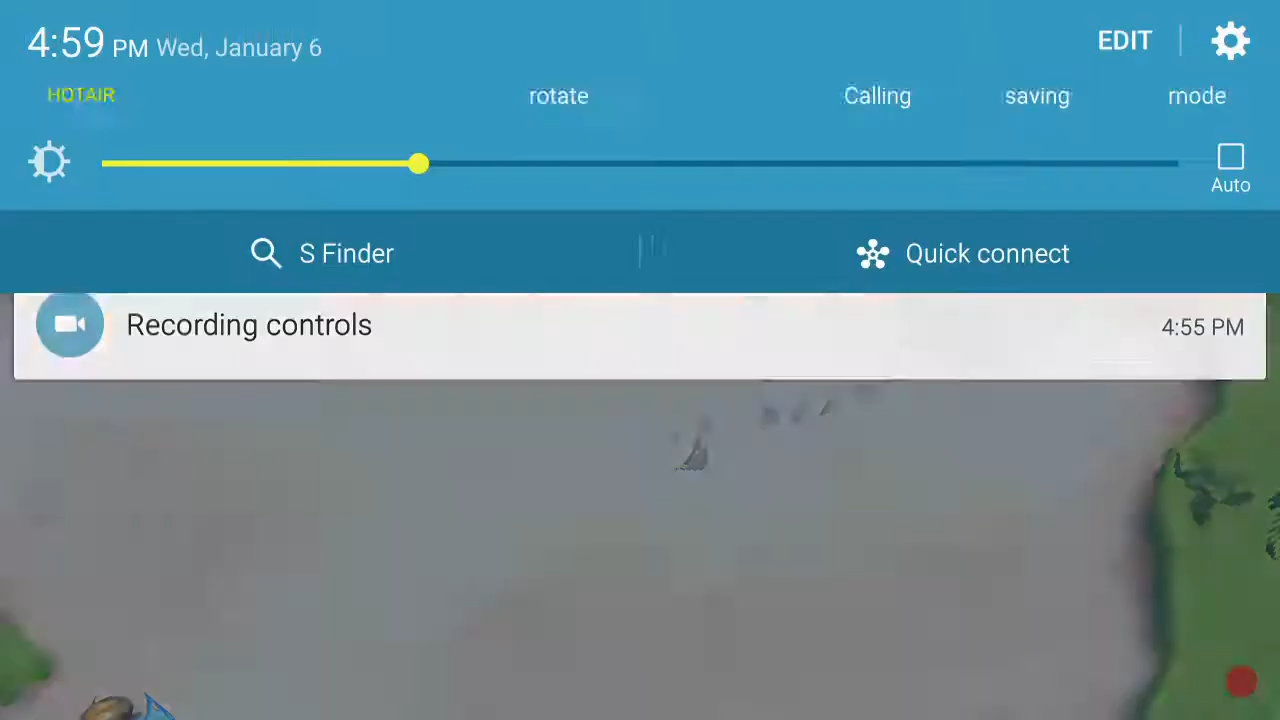 4:59 PM Wed, January 6
EDIT
HOTAIR
rotate
Calling
saving
mode
Auto
S Finder
Quick connect
Recording controls
4:55 PM